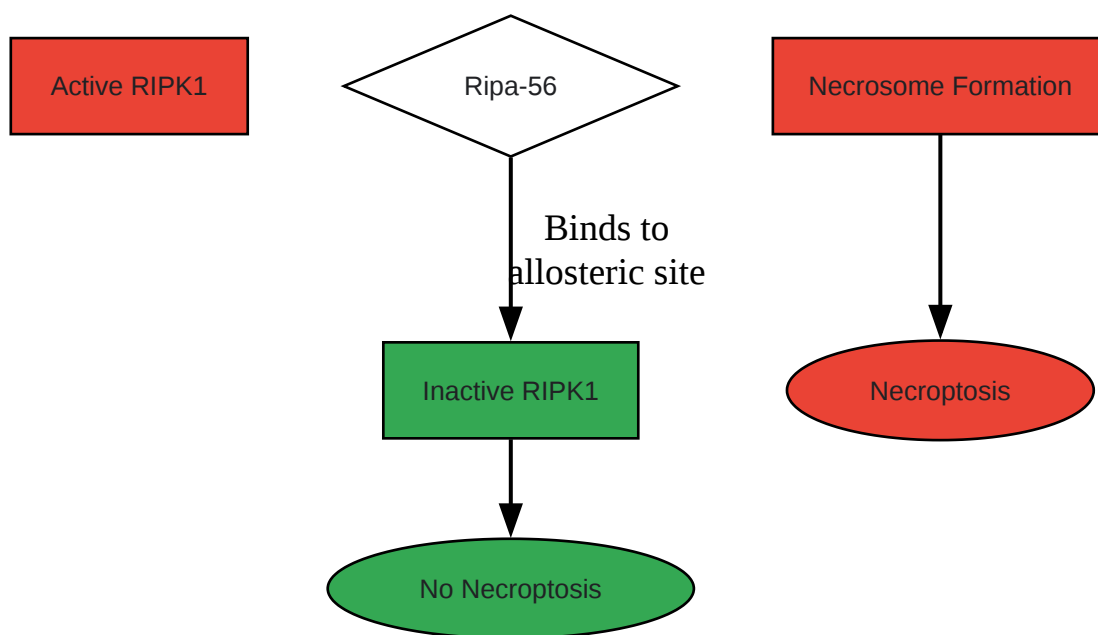 Active RIPK1
Ripa-56
Necrosome Formation
Binds to
allosteric site
Inactive RIPK1
Necroptosis
No Necroptosis